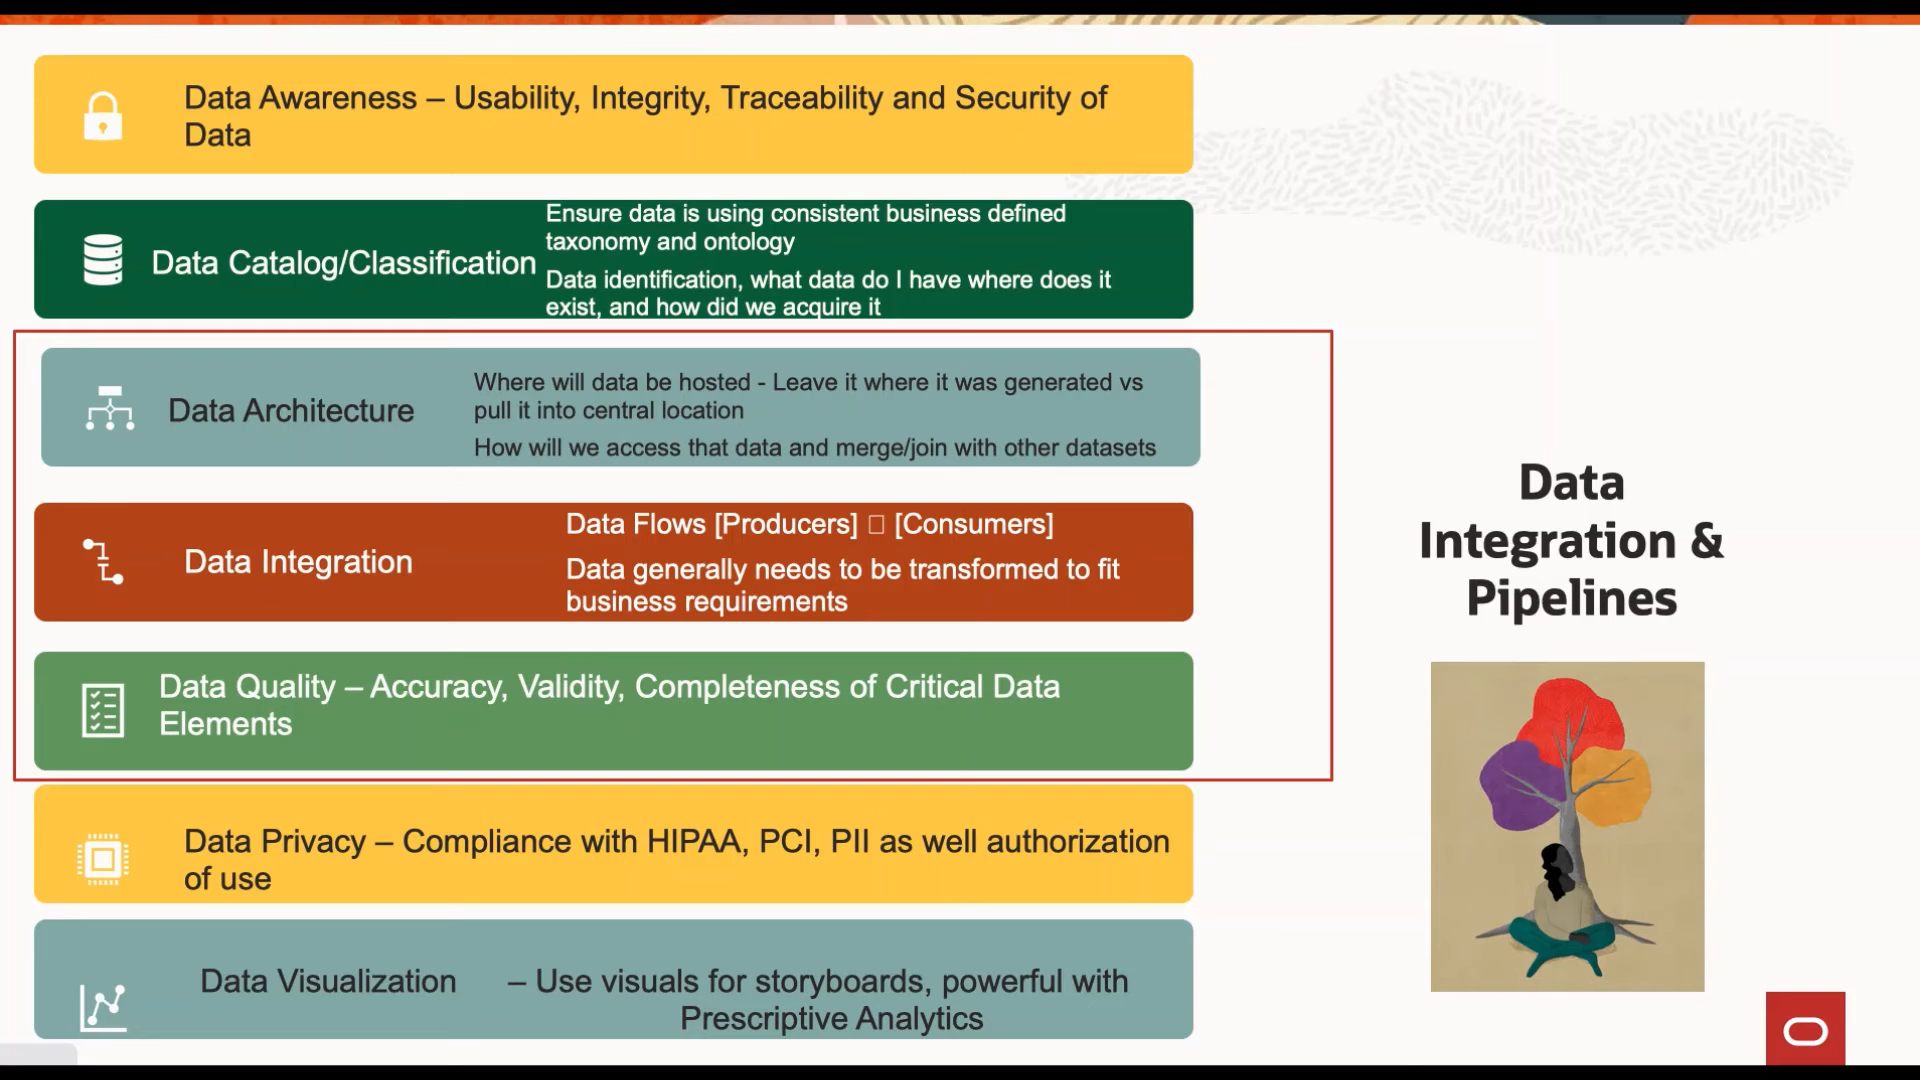 Data Awareness – Usability, Integrity, Traceability and Security of
Data
Data Catalog/Classification
Ensure data is using consistent business defined
taxonomy and ontology
Data identification, what data do I have where does it
exist, and how did we acquire it
Data Architecture
Where will data be hosted - Leave it where it was generated vs
pull it into central location
How will we access that data and merge/join with other datasets
Data Integration
Data Flows [Producers] □ [Consumers]
Data generally needs to be transformed to fit
business requirements
Data Quality – Accuracy, Validity, Completeness of Critical Data
Elements
Data Privacy – Compliance with HIPAA, PCI, PII as well authorization
of use
Data Visualization – Use visuals for storyboards, powerful with
Prescriptive Analytics
Data
Integration &
Pipelines